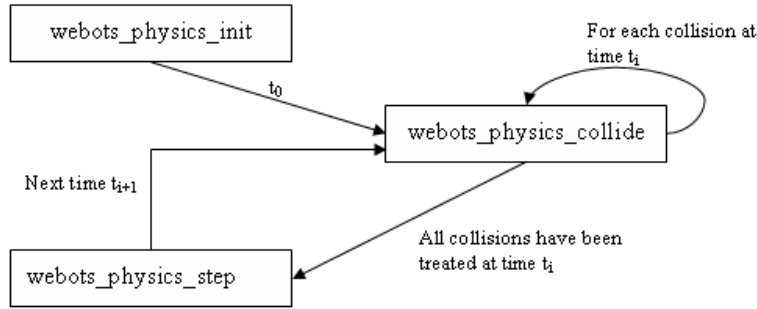 webots_physics_init
For each collision at
time ti
t0
webots_physics_collide
Next time ti+1
All collisions have been
treated at time ti
webots_physics_step